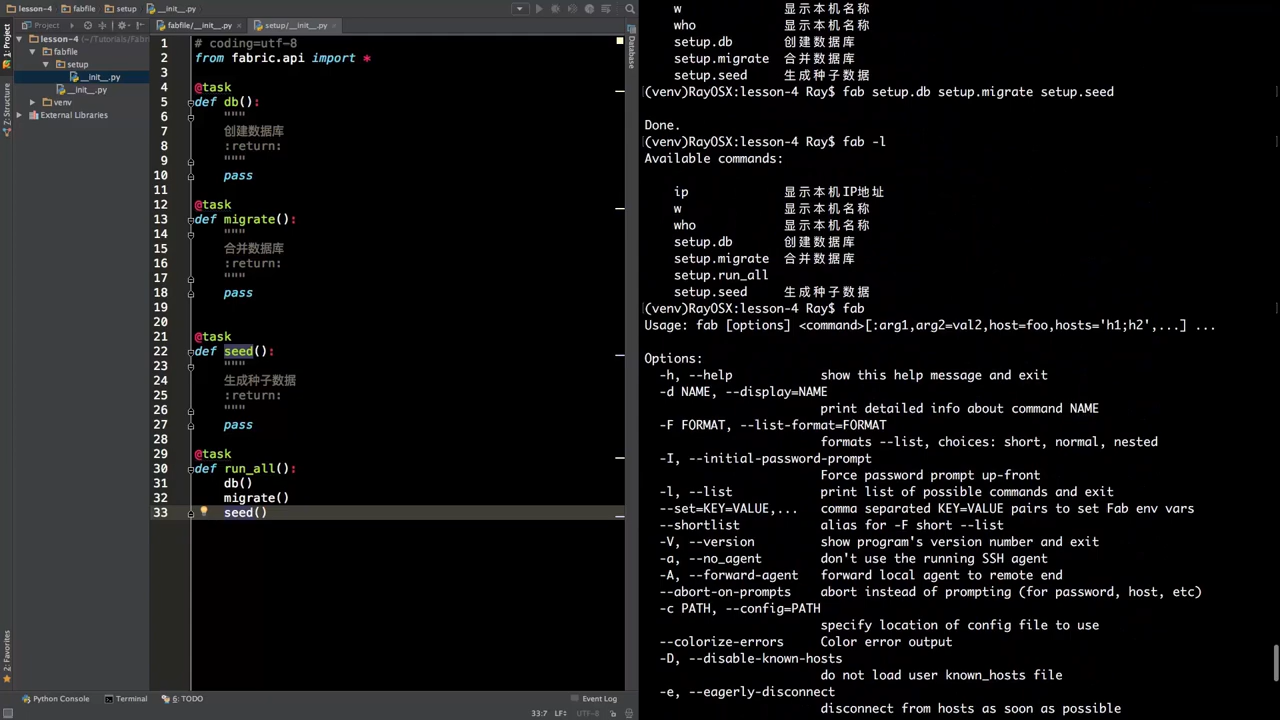 lesson-4
fabfile
setup
__init__.py
Project
fabfile/__init__.py
setup/__init__.py
1: Project
Z: Structure
2: Favorites
Database
lesson-4 ~/Tutorials/Fabri
fabfile
setup
__init__.py
__init__.py
venv
External Libraries
1 # coding=utf-8
2 from fabric.api import *
3
4 @task
5 def db():
6 """
7 创建数据库
8 :return:
9 """
10 pass
11
12 @task
13 def migrate():
14 """
15 合并数据库
16 :return:
17 """
18 pass
19
20
21 @task
22 def seed():
23 """
24 生成种子数据
25 :return:
26 """
27 pass
28
29 @task
30 def run_all():
31 db()
32 migrate()
33 seed()
Python Console
Terminal
6: TODO
Event Log
33:7
LF
UTF-8
w 显示本机名称
who 显示本机名称
setup.db 创建数据库
setup.migrate 合并数据库
setup.seed 生成种子数据
(venv)RayOSX:lesson-4 Ray$ fab setup.db setup.migrate setup.seed
Done.
(venv)RayOSX:lesson-4 Ray$ fab -l
Available commands:
ip 显示本机IP地址
w 显示本机名称
who 显示本机名称
setup.db 创建数据库
setup.migrate 合并数据库
setup.run_all
setup.seed 生成种子数据
(venv)RayOSX:lesson-4 Ray$ fab
Usage: fab [options] <command>[:arg1,arg2=val2,host=foo,hosts='h1;h2',...] ...
Options:
-h, --help show this help message and exit
-d NAME, --display=NAME
print detailed info about command NAME
-F FORMAT, --list-format=FORMAT
formats --list, choices: short, normal, nested
-I, --initial-password-prompt
Force password prompt up-front
-l, --list print list of possible commands and exit
--set=KEY=VALUE,... comma separated KEY=VALUE pairs to set Fab env vars
--shortlist alias for -F short --list
-V, --version show program's version number and exit
-a, --no_agent don't use the running SSH agent
-A, --forward-agent forward local agent to remote end
--abort-on-prompts abort instead of prompting (for password, host, etc)
-c PATH, --config=PATH
specify location of config file to use
--colorize-errors Color error output
-D, --disable-known-hosts
do not load user known_hosts file
-e, --eagerly-disconnect
disconnect from hosts as soon as possible